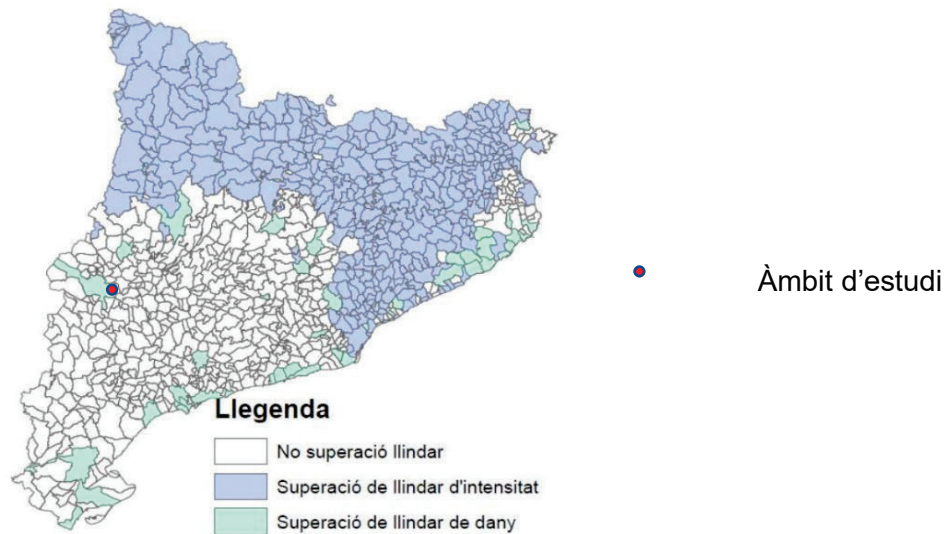 Àmbit d’estudi
Llegenda
No superació llindar
Superació de llindar d'intensitat
Superació de llindar de dany